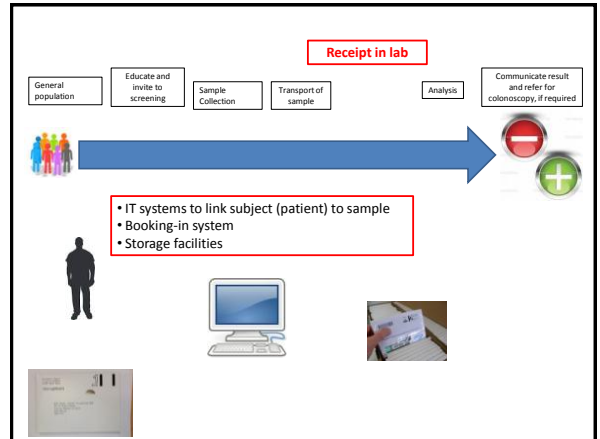 Receipt in lab
General
population
Educate and
invite to
screening
Sample
Collection
Transport of
sample
Analysis
Communicate result
and refer for
colonoscopy, if required
• IT systems to link subject (patient) to sample
• Booking-in system
• Storage facilities